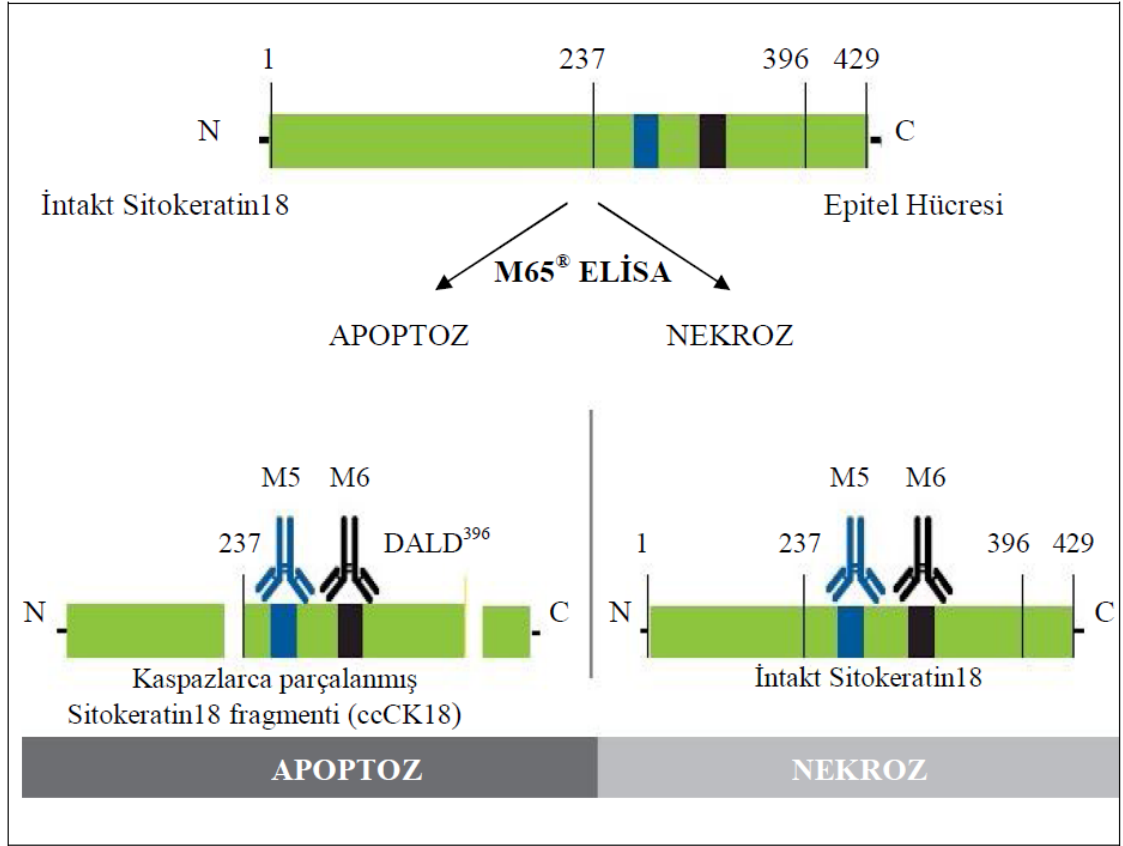 1 237 396 429
N C
İntakt Sitokeratin18 Epitel Hücresi
M65® ELİSA
APOPTOZ NEKROZ
M5 M6 M5 M6
237 DALD³⁹⁶ 1 237 396 429
N C N C
Kaspazlarca parçalanmış İntakt Sitokeratin18
Sitokeratin18 fragmenti (ccCK18)
APOPTOZ NEKROZ